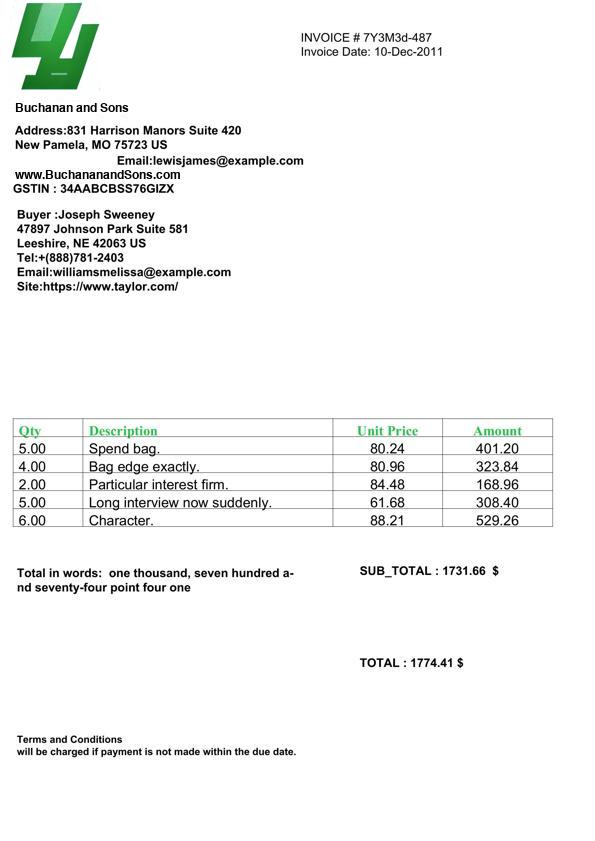 INVOICE # 7Y3M3d-487
Invoice Date: 10-Dec-2011
Buchanan and Sons
Address:831 Harrison Manors Suite 420
New Pamela, MO 75723 US
Email:lewisjames@example.com
www.BuchananandSons.com
GSTIN : 34AABCBSS76GIZX
Buyer :Joseph Sweeney
47897 Johnson Park Suite 581
Leeshire, NE 42063 US
Tel:+(888)781-2403
Email:williamsmelissa@example.com
Site:https://www.taylor.com/
Qty Description Unit Price Amount
5.00 Spend bag. 80.24 401.20
4.00 Bag edge exactly. 80.96 323.84
2.00 Particular interest firm. 84.48 168.96
5.00 Long interview now suddenly. 61.68 308.40
6.00 Character. 88.21 529.26
Total in words:  one thousand, seven hundred a-
nd seventy-four point four one
SUB_TOTAL : 1731.66  $
TOTAL : 1774.41 $
Terms and Conditions
will be charged if payment is not made within the due date.